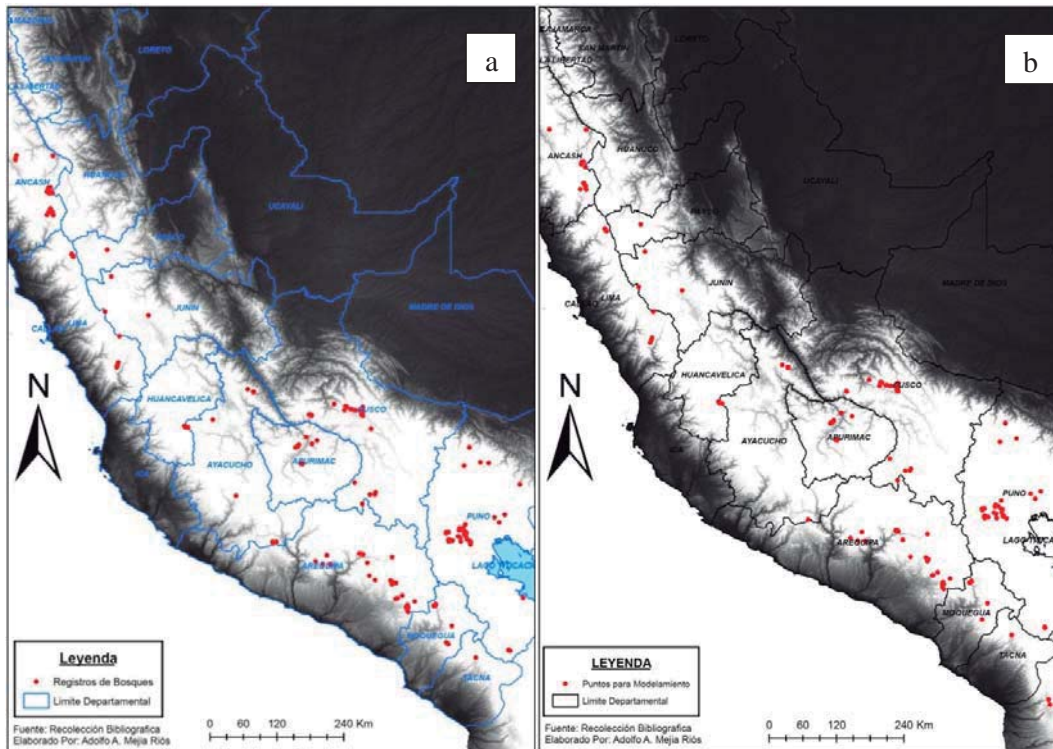 a
AMAZONAS
LORETO
LA LIBERTAD
ANCASH
HUANUCO
UCAYALI
PASCO
MADRE DE DIOS
JUNIN
LIMA
CALLAO
HUANCAVELICA
CUSCO
ICA
AYACUCHO
APURIMAC
PUNO
LAGO TITICACA
AREQUIPA
MOQUEGUA
TACNA
N
Leyenda
Registros de Bosques
Limite Departamental
Fuente: Recolección Bibliografica
Elaborado Por: Adolfo A. Mejia Ríos
0 60 120 240 Km
b
CAJAMARCA
SAN MARTIN
LORETO
LA LIBERTAD
ANCASH
HUANUCO
UCAYALI
PASCO
MADRE DE DIOS
JUNIN
LIMA
CALLAO
HUANCAVELICA
CUSCO
ICA
AYACUCHO
APURIMAC
PUNO
LAGO TITICACA
AREQUIPA
MOQUEGUA
TACNA
N
LEYENDA
Puntos para Modelamiento
Limite Departamental
Fuente: Recolección Bibliografica
Elaborado Por: Adolfo A. Mejia Ríos
0 60 120 240 Km